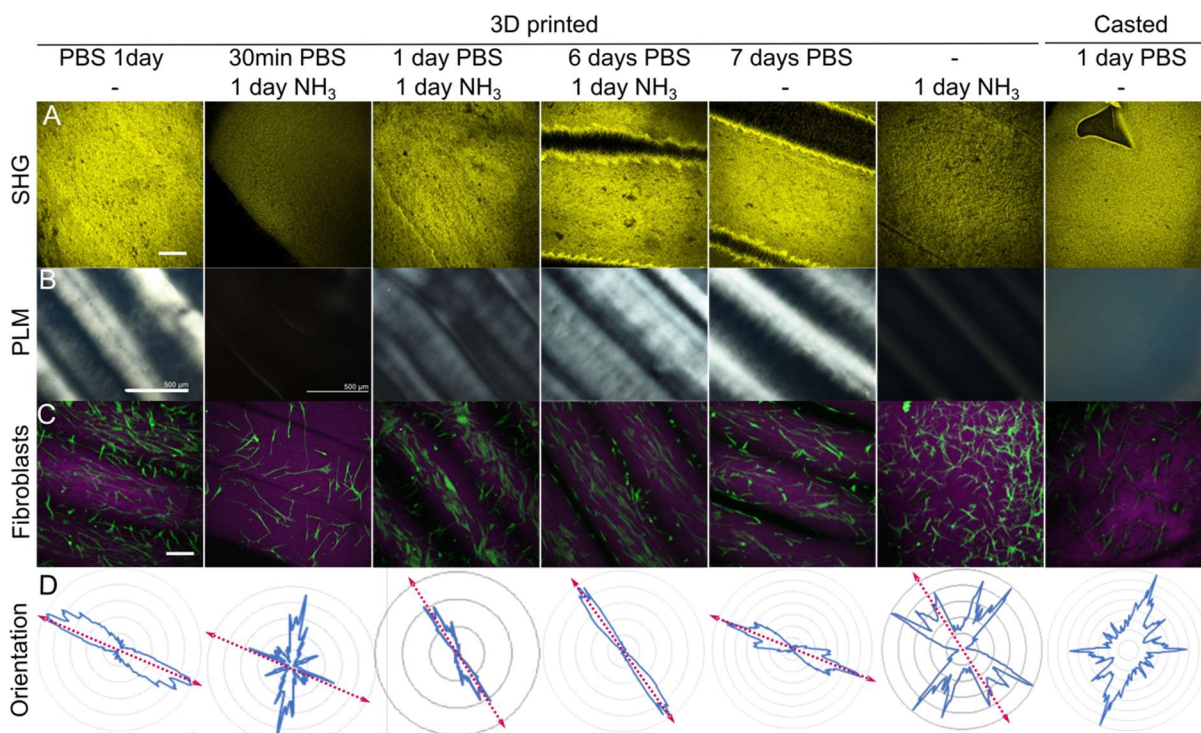 3D printed Casted
PBS 1day 30min PBS 1 day PBS 6 days PBS 7 days PBS - 1 day PBS
- 1 day NH₃ 1 day NH₃ 1 day NH₃ - 1 day NH₃ -
A
SHG
B
PLM
500 µm 500 µm
C
Fibroblasts
D
Orientation